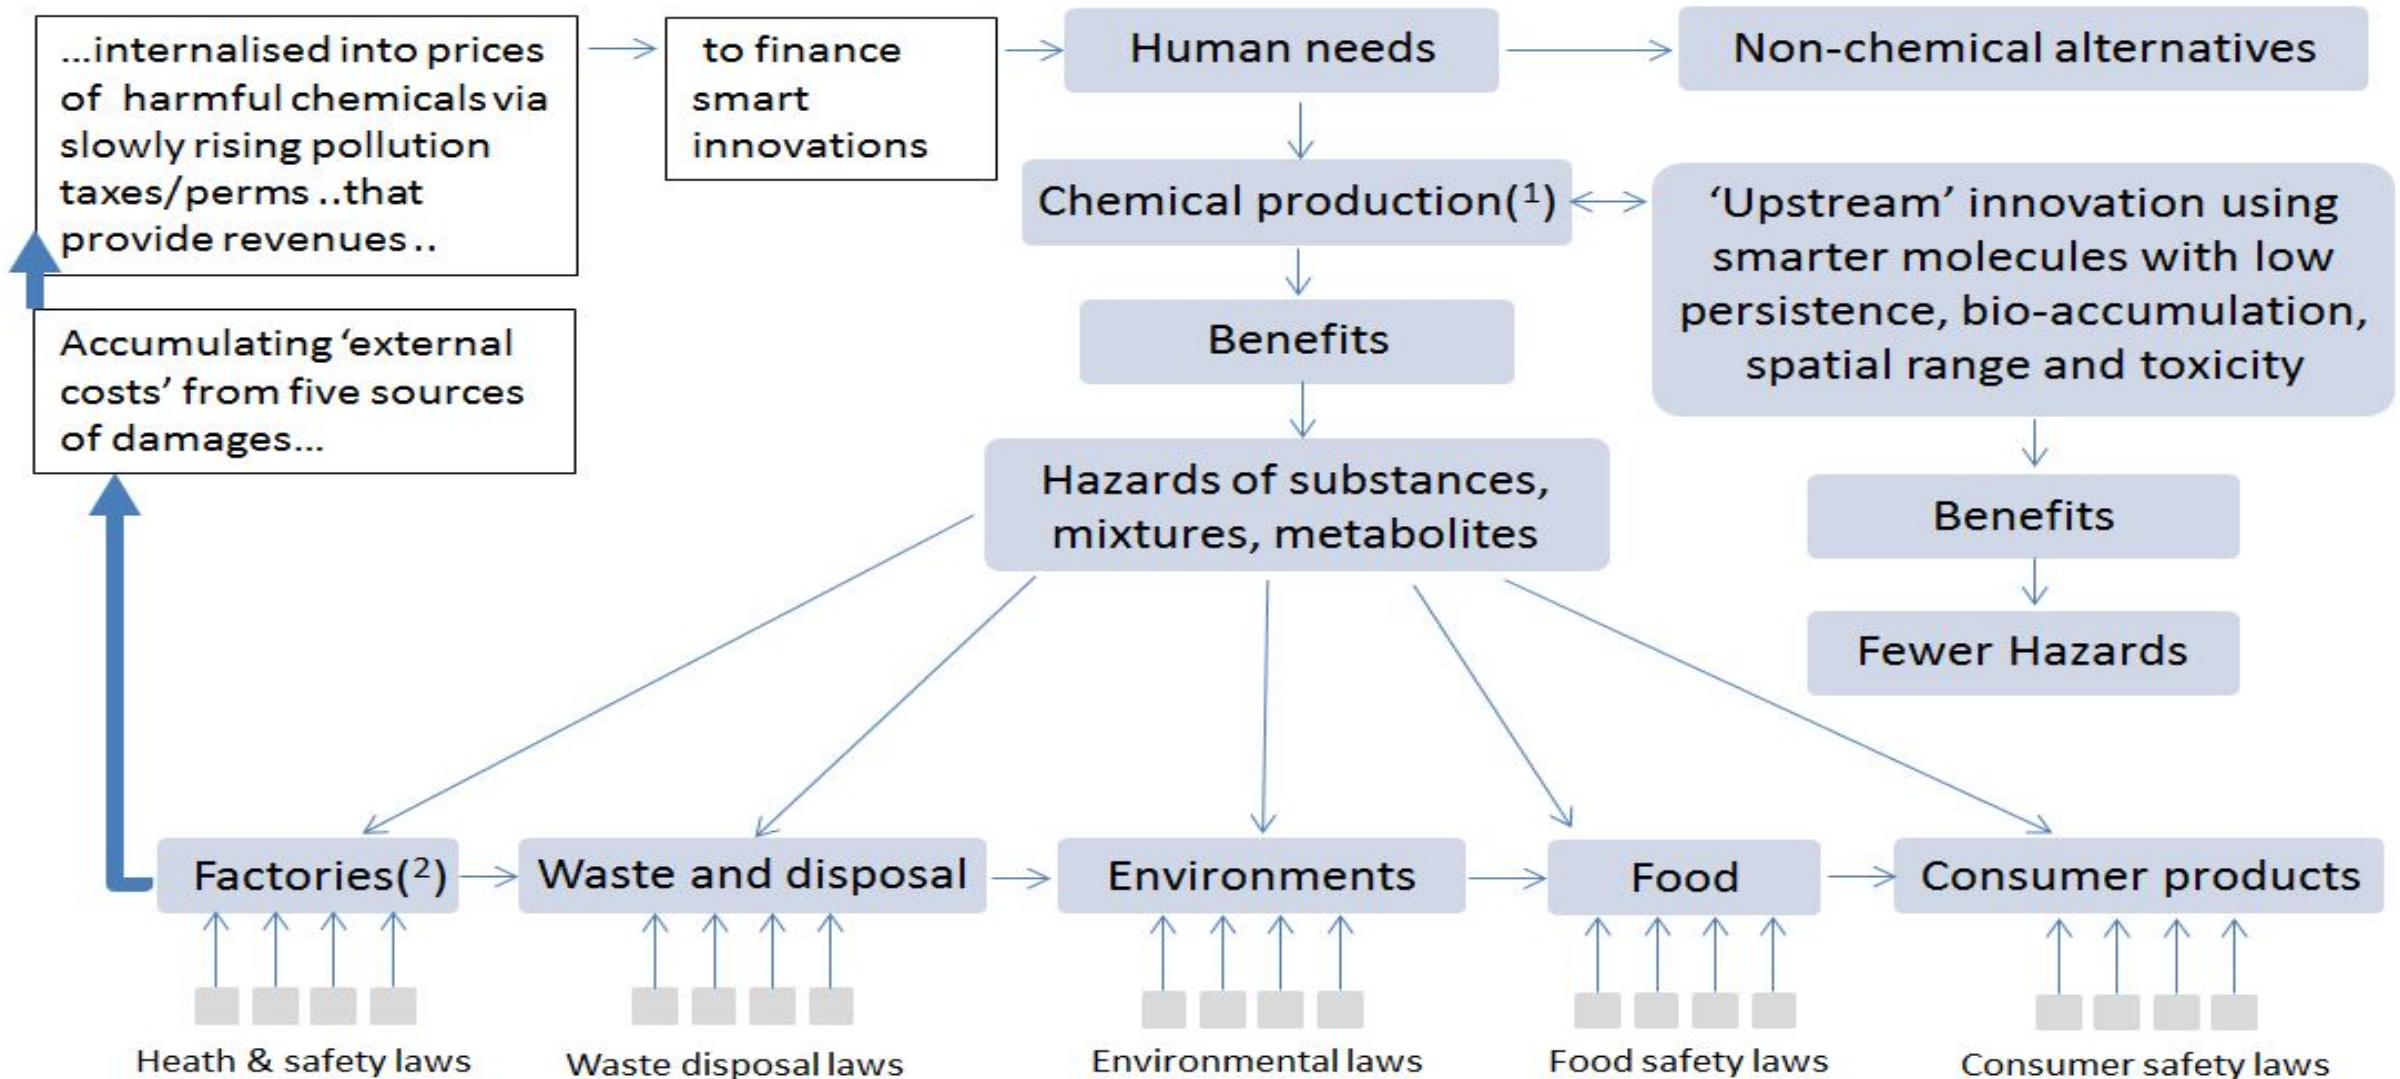 ...internalised into prices
of harmful chemicals via
slowly rising pollution
taxes/perms ..that
provide revenues ..
to finance
smart
innovations
Human needs
Non-chemical alternatives
Chemical production(¹)
‘Upstream’ innovation using
smarter molecules with low
persistence, bio-accumulation,
spatial range and toxicity
Benefits
Accumulating ‘external
costs’ from five sources
of damages...
Hazards of substances,
mixtures, metabolites
Benefits
Fewer Hazards
Factories(²)
Waste and disposal
Environments
Food
Consumer products
Heath & safety laws
Waste disposal laws
Environmental laws
Food safety laws
Consumer safety laws